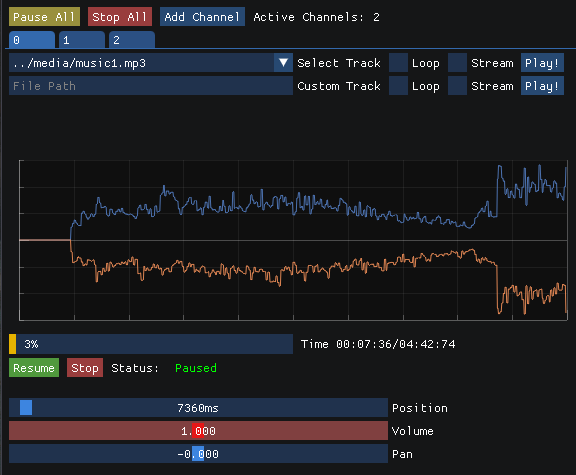 Pause All Stop All Add Channel Active Channels: 2
0 1 2
../media/music1.mp3 Select Track Loop Stream Play!
File Path Custom Track Loop Stream Play!
3% Time 00:07:36/04:42:74
Resume Stop Status: Paused
7360ms Position
1.000 Volume
-0.000 Pan